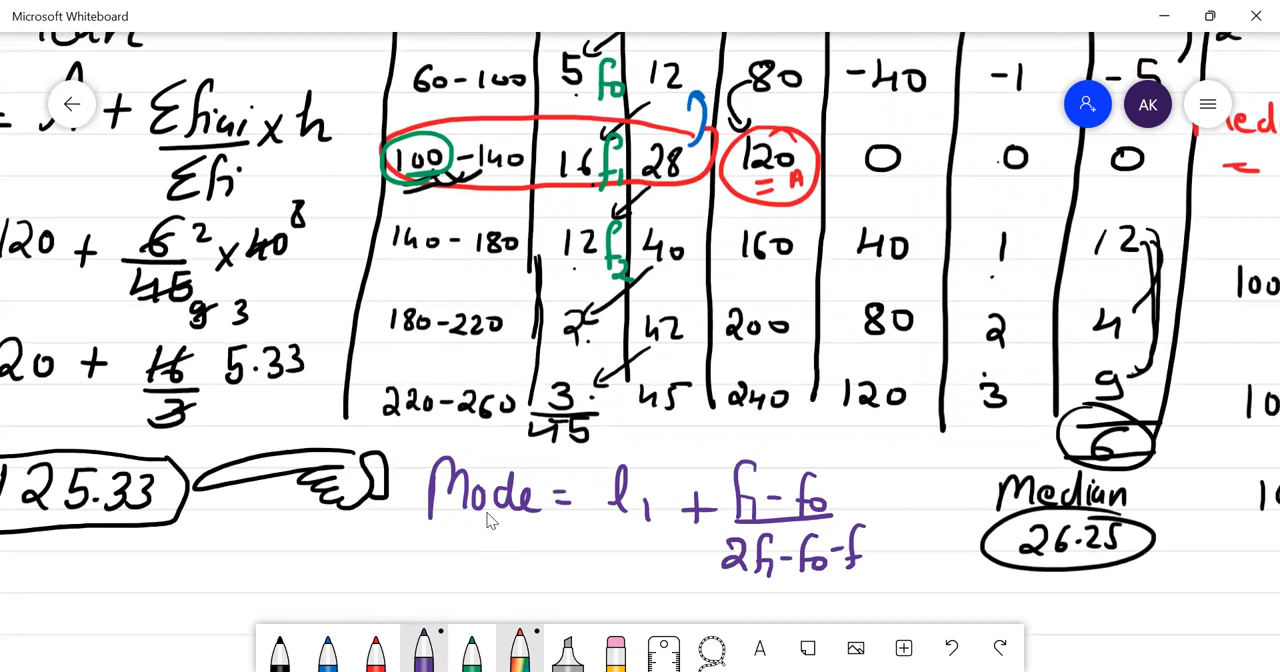 Microsoft Whiteboard
60-100 5 f0 12 80 -40 -1 -5
= A + Σfiui × h
Σfi
AK
100-140 16 f1 28 120 0 0 0
= A
120 + 6 2 × 40 8
45
9 3
140-180 12 f2 40 160 40 1 12
100
180-220 2 42 200 80 2 4
20 + 16 5.33
3
220-260 3 45 240 120 3 9
45
6
10
125.33
Mode = l1 + f1-f0
2f1-f0-f
Median
26.25
A